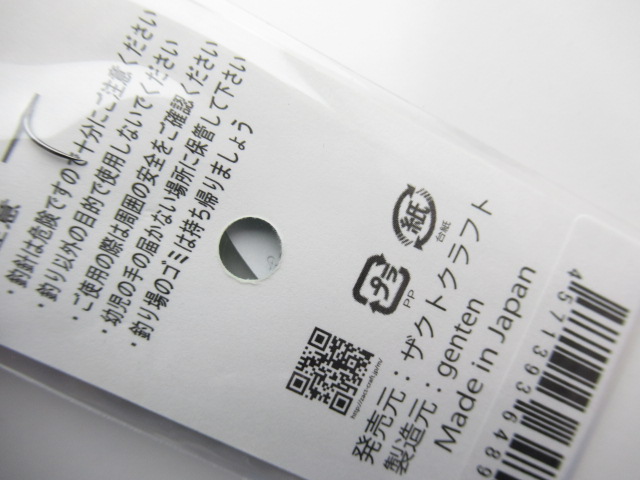 ・釣針は危険ですので十分にご注意ください
・釣り以外の目的で使用しないでください
・ご使用の際は周囲の安全をご確認ください
・幼児の手の届かない場所に保管して下さい
・釣り場のゴミは持ち帰りましょう
紙
台紙
プラ
PP
発売元：ザクトクラフト
製造元：genten
Made in Japan
4 571393 6489